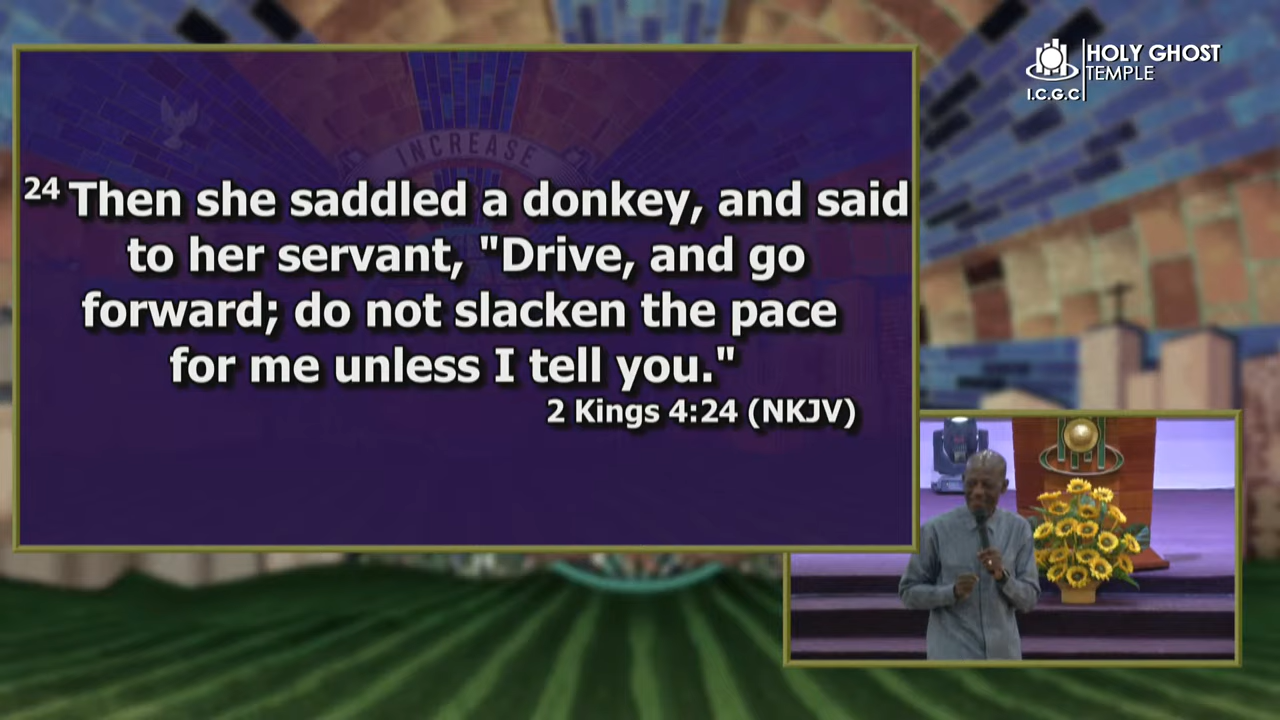 HOLY GHOST
TEMPLE
I.C.G.C
INCREASE
24 Then she saddled a donkey, and said
to her servant, "Drive, and go
forward; do not slacken the pace
for me unless I tell you."
2 Kings 4:24 (NKJV)